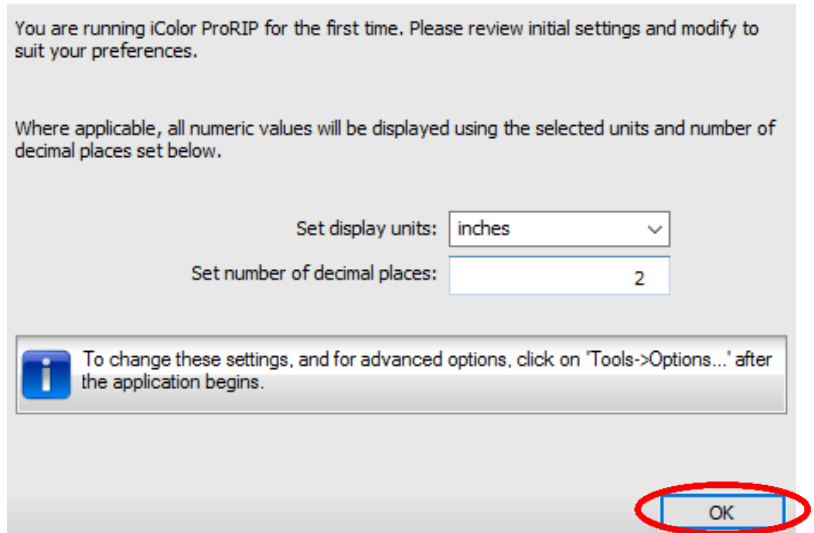 You are running iColor ProRIP for the first time. Please review initial settings and modify to
suit your preferences.
Where applicable, all numeric values will be displayed using the selected units and number of
decimal places set below.
Set display units: inches
Set number of decimal places: 2
To change these settings, and for advanced options, click on 'Tools->Options...' after
the application begins.
OK